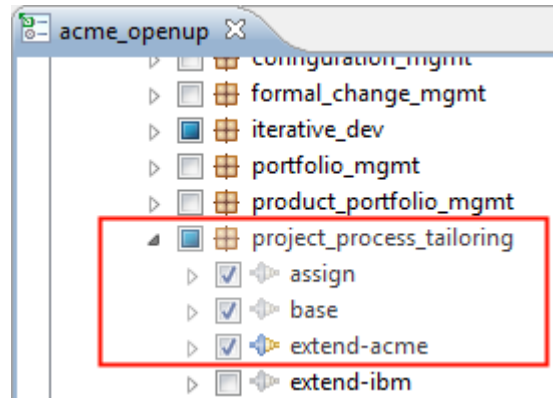 acme_openup
configuration_mgmt
formal_change_mgmt
iterative_dev
portfolio_mgmt
product_portfolio_mgmt
project_process_tailoring
assign
base
extend-acme
extend-ibm